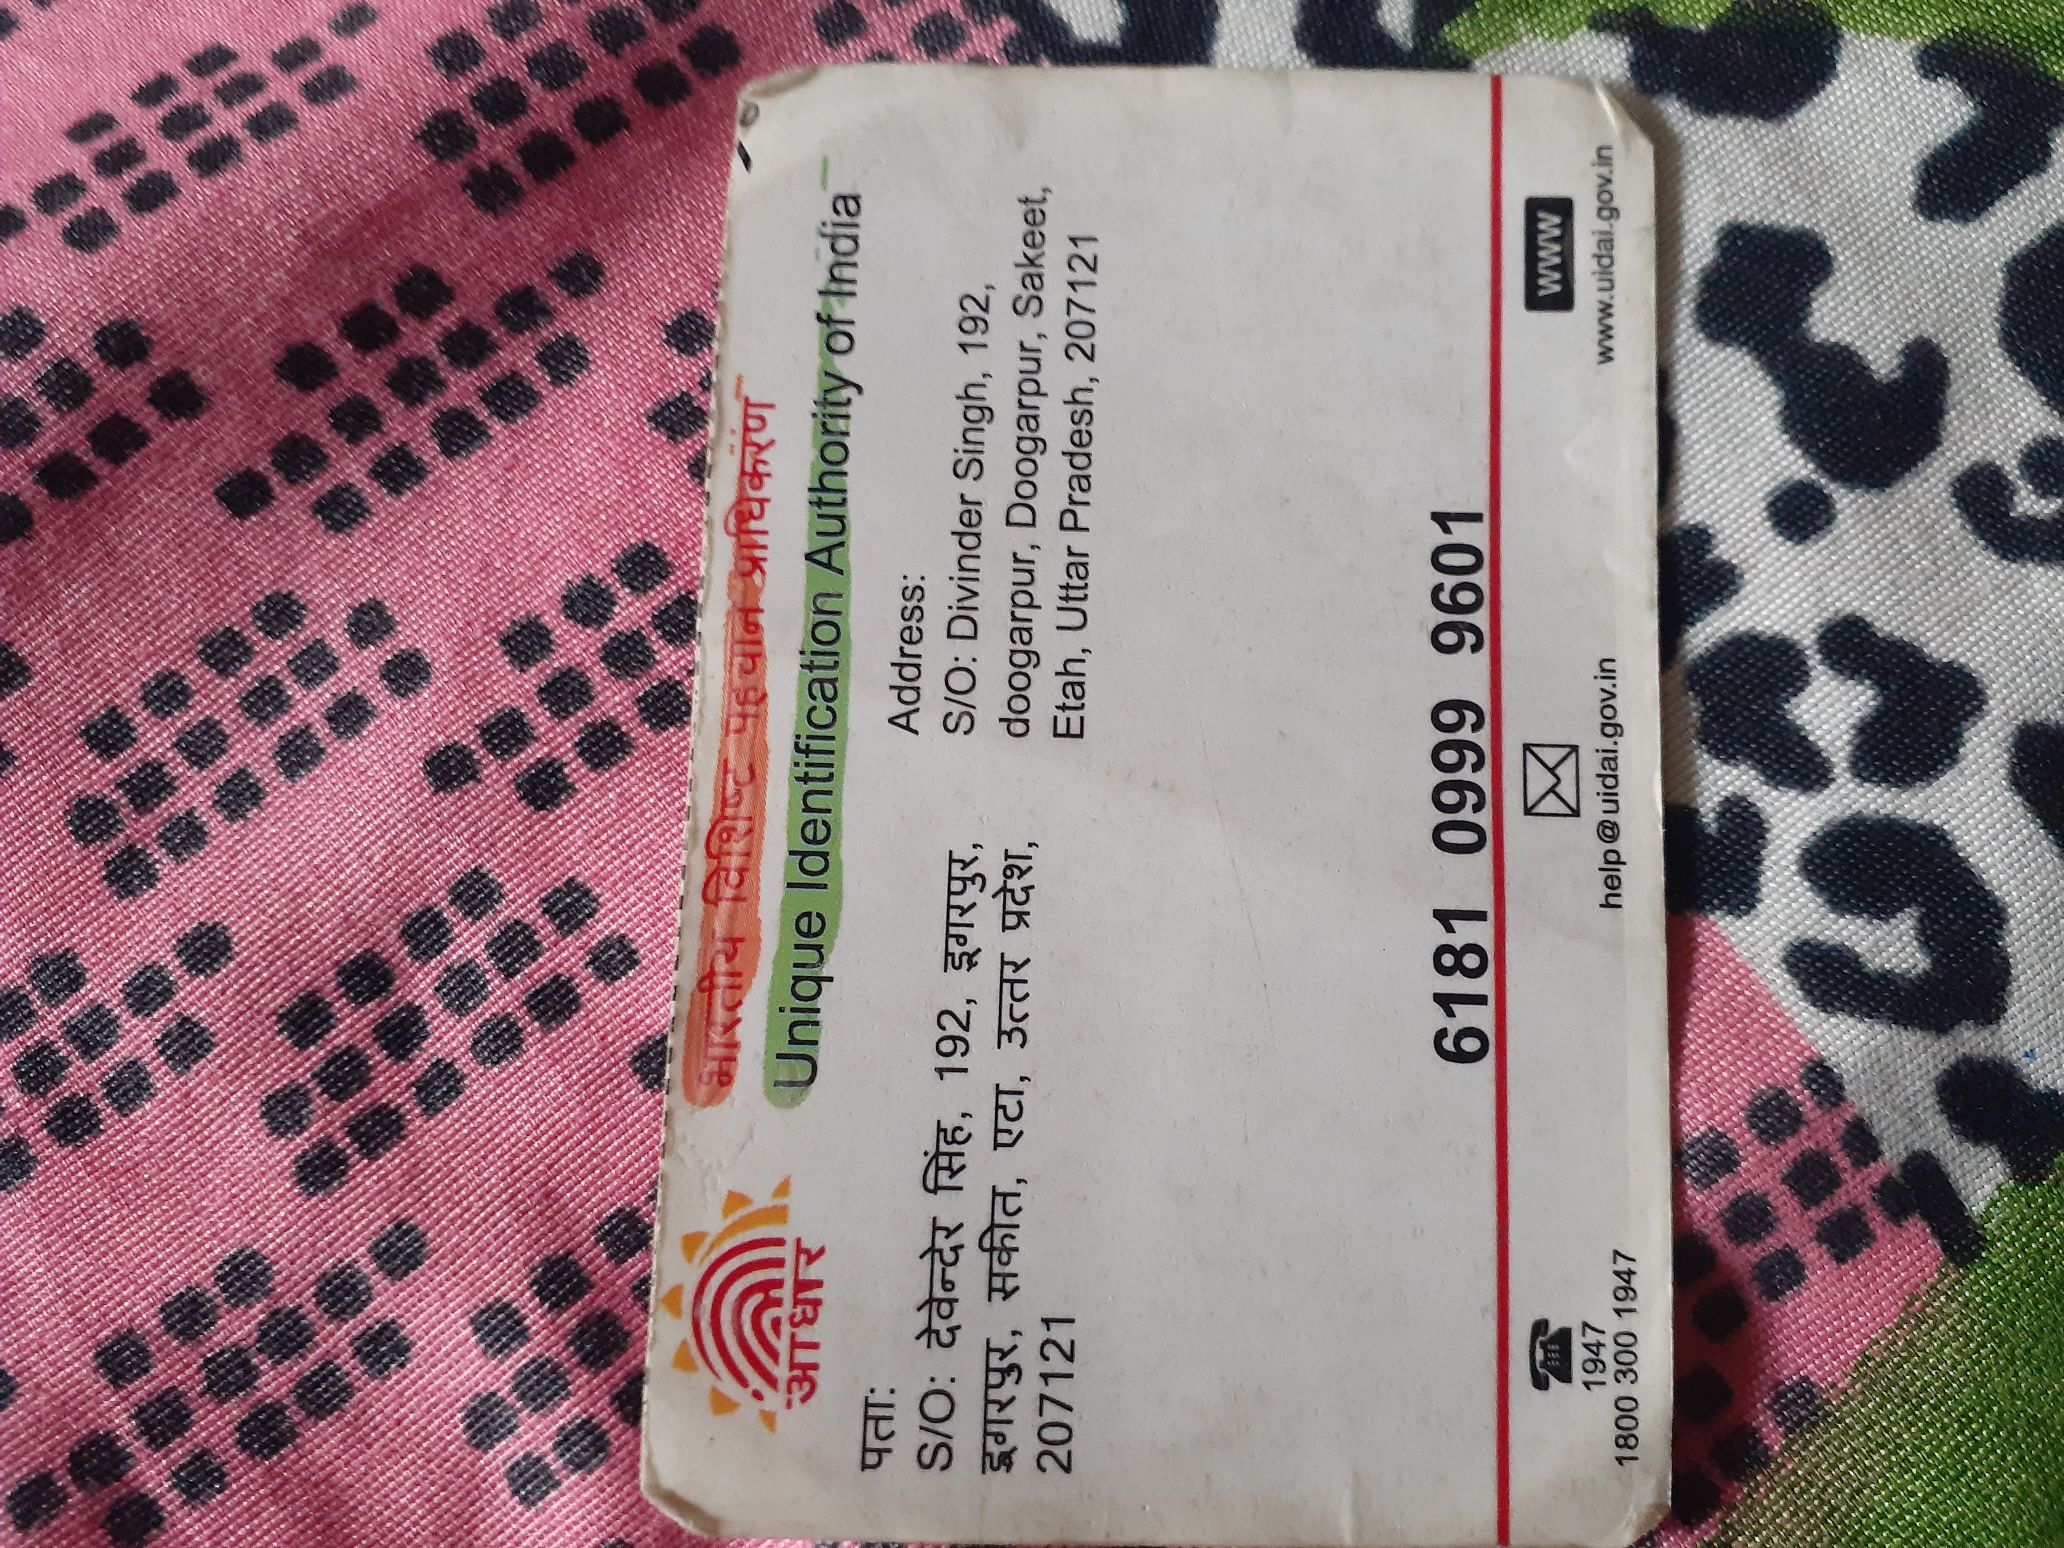 भारतीय विशिष्ट पहचान प्राधिकरण
Unique Identification Authority of India
आधार
पता:
S/O: देवेन्देर सिंह, 192, डूगरपुर,
डूगरपुर, सकीत, एटा, उत्तर प्रदेश,
207121
Address:
S/O: Divinder Singh, 192,
doogarpur, Doogarpur, Sakeet,
Etah, Uttar Pradesh, 207121
6181 0999 9601
1947
1800 300 1947
help@uidai.gov.in
WWW
www.uidai.gov.in